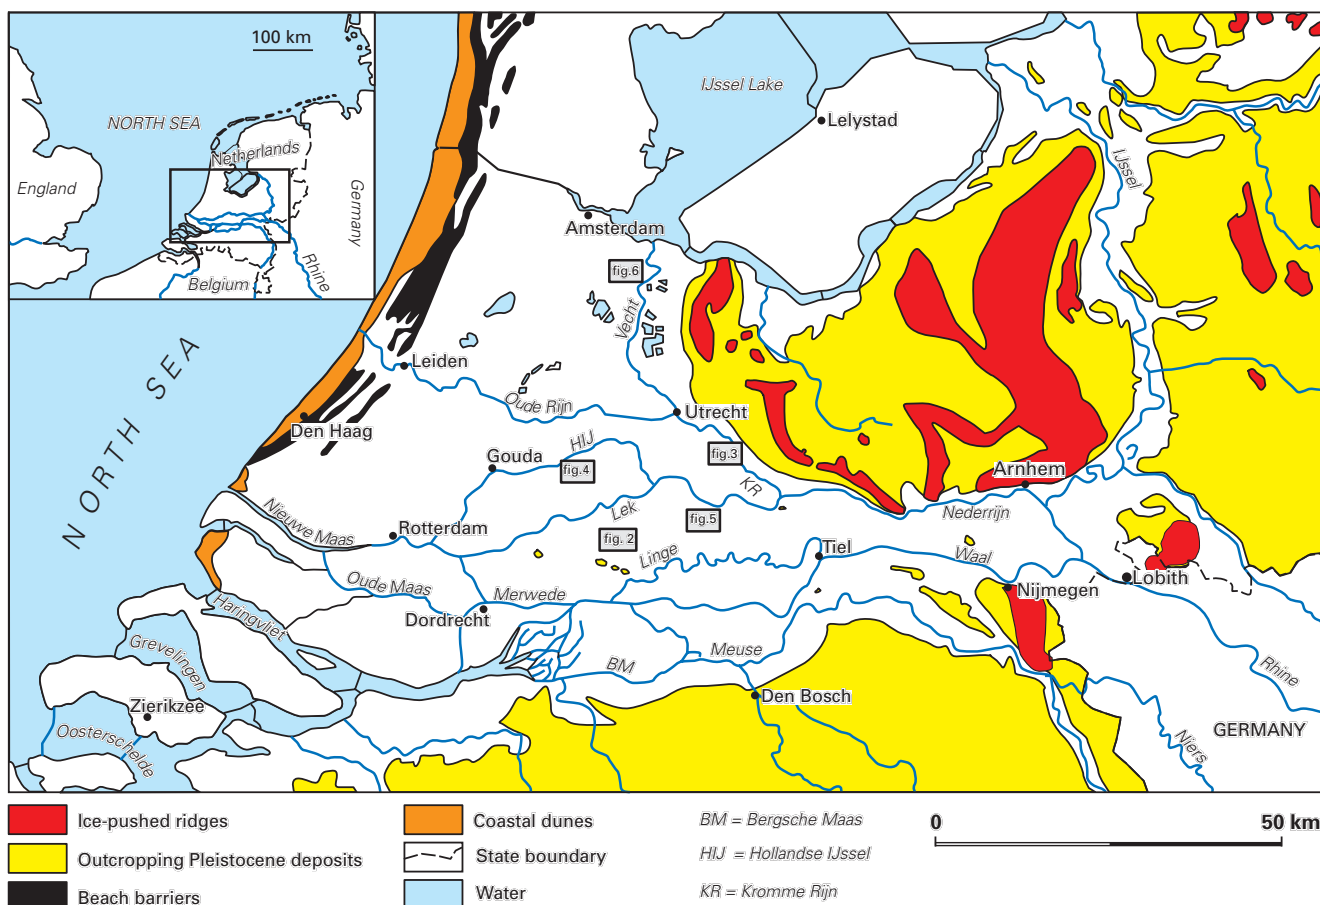 100 km
NORTH SEA
Netherlands
England
Germany
Rhine
Belgium
IJssel Lake
Lelystad
IJssel
Amsterdam
fig.6
Vecht
NORTH SEA
Leiden
Oude Rijn
Utrecht
Den Haag
HIJ
Gouda
fig.4
fig.3
KR
Arnhem
Nieuwe Maas
Rotterdam
Lek
fig.5
Nederrijn
fig. 2
Linge
Tiel
Waal
Lobith
Oude Maas
Merwede
Nijmegen
Dordrecht
Haringvliet
Grevelingen
BM
Meuse
Rhine
Zierikzee
Den Bosch
Oosterschelde
GERMANY
Niers
Ice-pushed ridges
Outcropping Pleistocene deposits
Beach barriers
Coastal dunes
State boundary
Water
BM = Bergsche Maas
HIJ = Hollandse IJssel
KR = Kromme Rijn
0 50 km